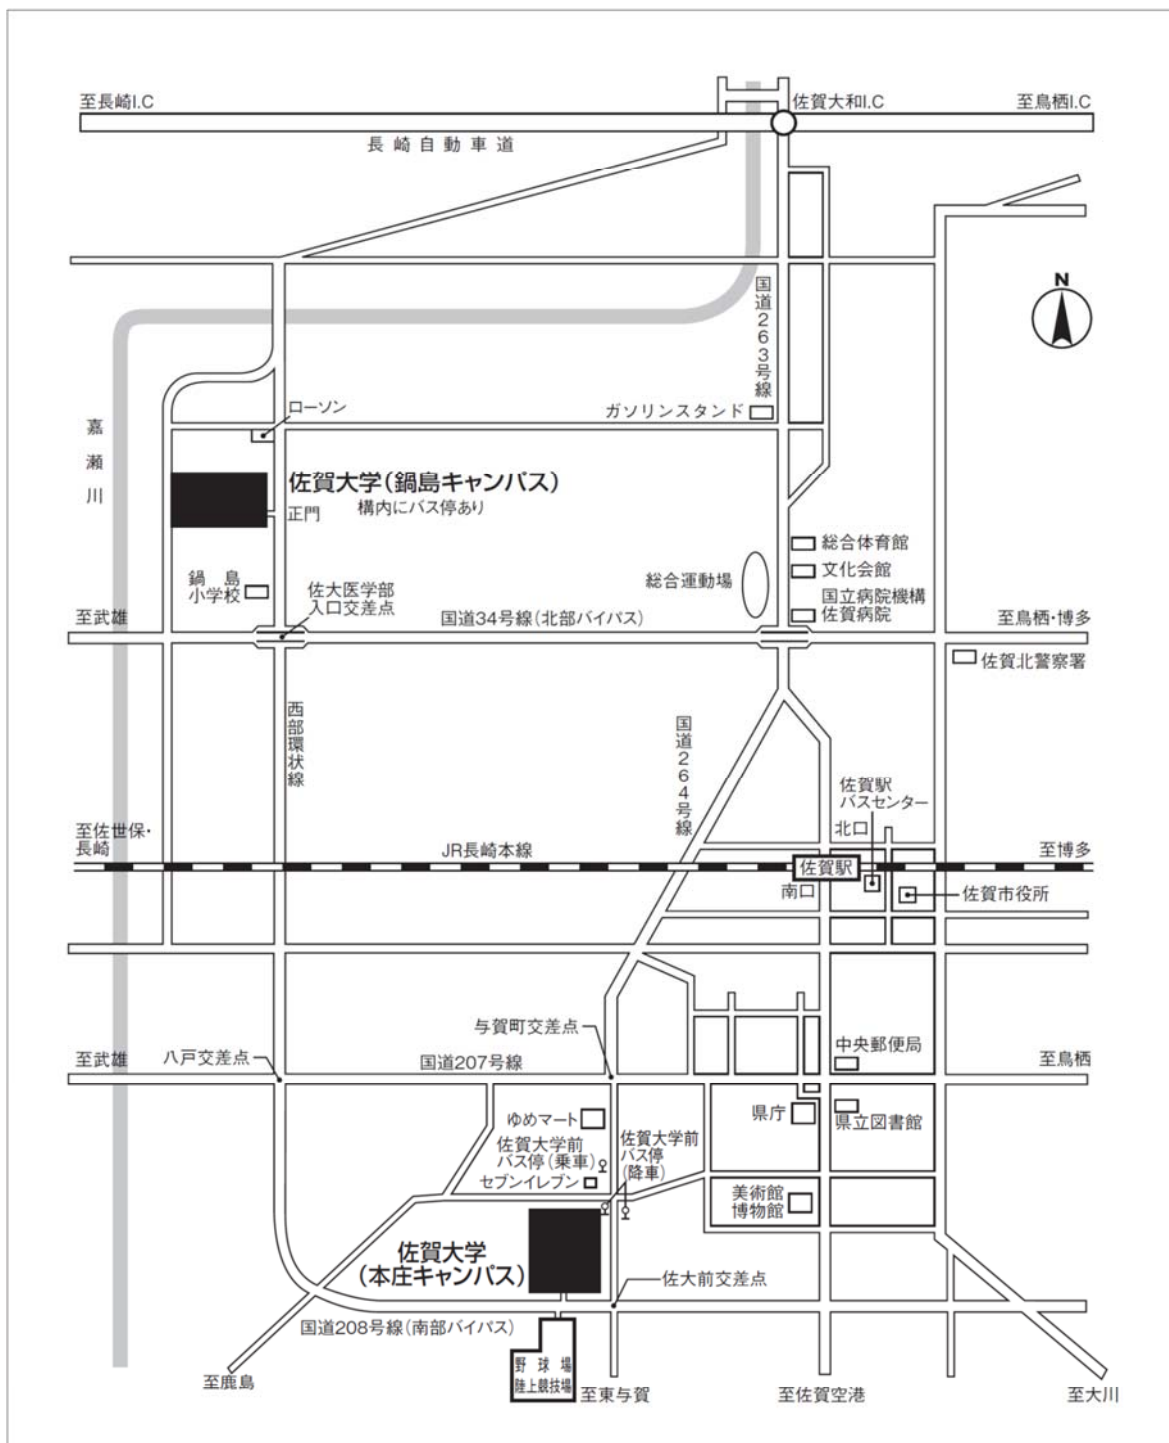 至長崎I.C
佐賀大和I.C
至鳥栖I.C
長崎自動車道
N
国道263号線
ローソン
ガソリンスタンド
嘉瀬川
佐賀大学(鍋島キャンパス)
正門
構内にバス停あり
総合体育館
文化会館
総合運動場
国立病院機構
佐賀病院
鍋島
小学校
佐大医学部
入口交差点
至武雄
国道34号線(北部バイパス)
至鳥栖・博多
佐賀北警察署
西部環状線
国道264号線
佐賀駅
バスセンター
北口
至佐世保・
長崎
JR長崎本線
佐賀駅
至博多
南口
佐賀市役所
与賀町交差点
至武雄
八戸交差点
国道207号線
中央郵便局
至鳥栖
ゆめマート
県庁
県立図書館
佐賀大学前
バス停(乗車)
佐賀大学前
バス停
(降車)
セブンイレブン
美術館
博物館
佐賀大学
(本庄キャンパス)
佐大前交差点
国道208号線(南部バイパス)
野球場
陸上競技場
至鹿島
至東与賀
至佐賀空港
至大川